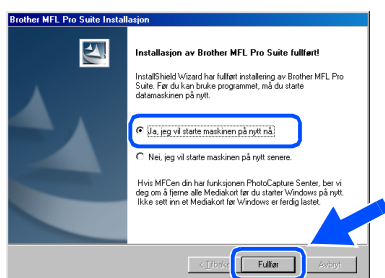 Brother MFL Pro Suite Installasjon
Installasjon av Brother MFL Pro Suite fullført!
InstallShield Wizard har fullført installering av Brother MFL Pro
Suite. Før du kan bruke programmet, må du starte
datamaskinen på nytt.
Ja, jeg vil starte maskinen på nytt nå.
Nei, jeg vil starte maskinen på nytt senere.
Hvis MFCen din har funksjonen PhotoCapture Senter, ber vi
deg om å fjerne alle Mediakort før du starter Windows på nytt.
Ikke sett inn et Mediakort før Windows er ferdig lastet.
< Tilbake
Fullfør
Avbryt